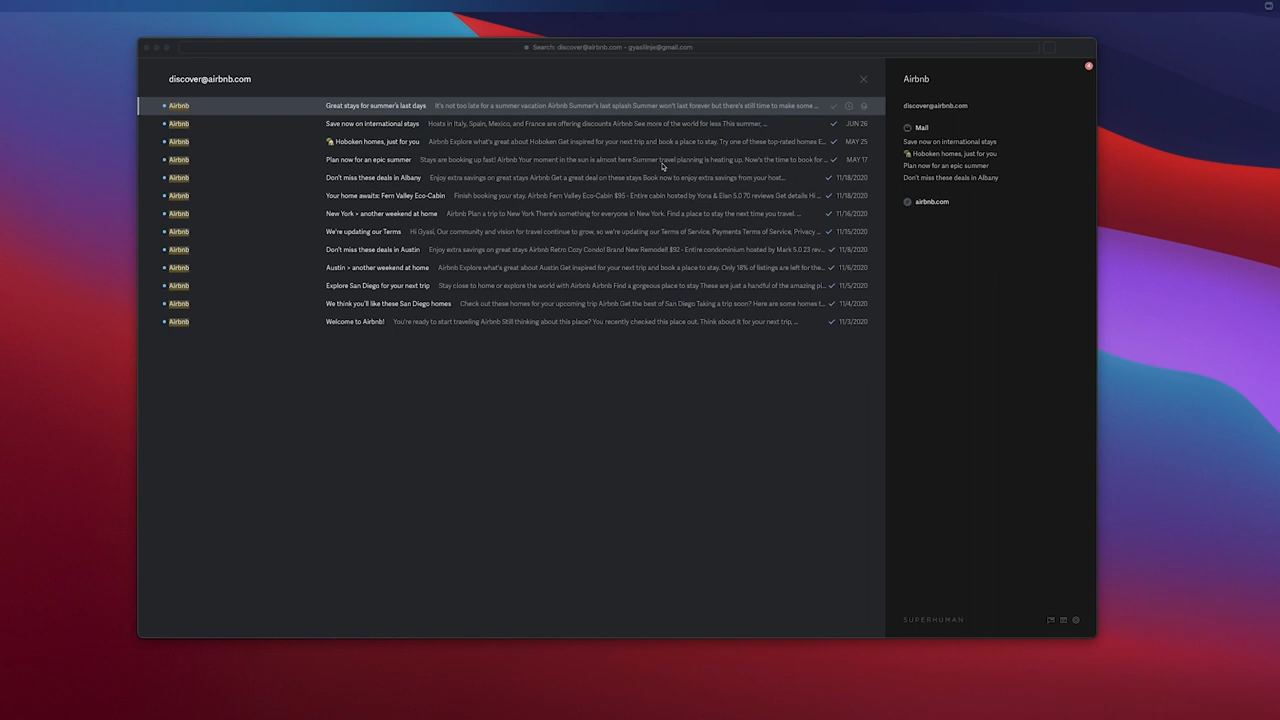 Search: discover@airbnb.com - gyasilinje@gmail.com
discover@airbnb.com
Airbnb Great stays for summer's last days It's not too late for a summer vacation Airbnb Summer's last splash Summer won't last forever but there's still time to make some ...
Airbnb Save now on international stays Hosts in Italy, Spain, Mexico, and France are offering discounts Airbnb See more of the world for less This summer, ... JUN 26
Airbnb 🏡 Hoboken homes, just for you Airbnb Explore what's great about Hoboken Get inspired for your next trip and book a place to stay. Try one of these top-rated homes E... MAY 25
Airbnb Plan now for an epic summer Stays are booking up fast! Airbnb Your moment in the sun is almost here Summer travel planning is heating up. Now's the time to book for ... MAY 17
Airbnb Don't miss these deals in Albany Enjoy extra savings on great stays Airbnb Get a great deal on these stays Book now to enjoy extra savings from your host... 11/18/2020
Airbnb Your home awaits: Fern Valley Eco-Cabin Finish booking your stay. Airbnb Fern Valley Eco-Cabin $95 - Entire cabin hosted by Yona & Elan 5.0 70 reviews Get details Hi ... 11/18/2020
Airbnb New York > another weekend at home Airbnb Plan a trip to New York There's something for everyone in New York. Find a place to stay the next time you travel. ... 11/16/2020
Airbnb We're updating our Terms Hi Gyasi, Our community and vision for travel continue to grow, so we're updating our Terms of Service, Payments Terms of Service, Privacy ... 11/15/2020
Airbnb Don't miss these deals in Austin Enjoy extra savings on great stays Airbnb Retro Cozy Condo! Brand New Remodel! $92 - Entire condominium hosted by Mark 5.0 23 rev... 11/8/2020
Airbnb Austin > another weekend at home Airbnb Explore what's great about Austin Get inspired for your next trip and book a place to stay. Only 18% of listings are left for the... 11/6/2020
Airbnb Explore San Diego for your next trip Stay close to home or explore the world with Airbnb Airbnb Find a gorgeous place to stay These are just a handful of the amazing pl... 11/5/2020
Airbnb We think you'll like these San Diego homes Check out these homes for your upcoming trip Airbnb Get the best of San Diego Taking a trip soon? Here are some homes t... 11/4/2020
Airbnb Welcome to Airbnb! You're ready to start traveling Airbnb Still thinking about this place? You recently checked this place out. Think about it for your next trip, ... 11/3/2020
Airbnb
discover@airbnb.com
Mail
Save now on international stays
🏡 Hoboken homes, just for you
Plan now for an epic summer
Don't miss these deals in Albany
airbnb.com
SUPERHUMAN